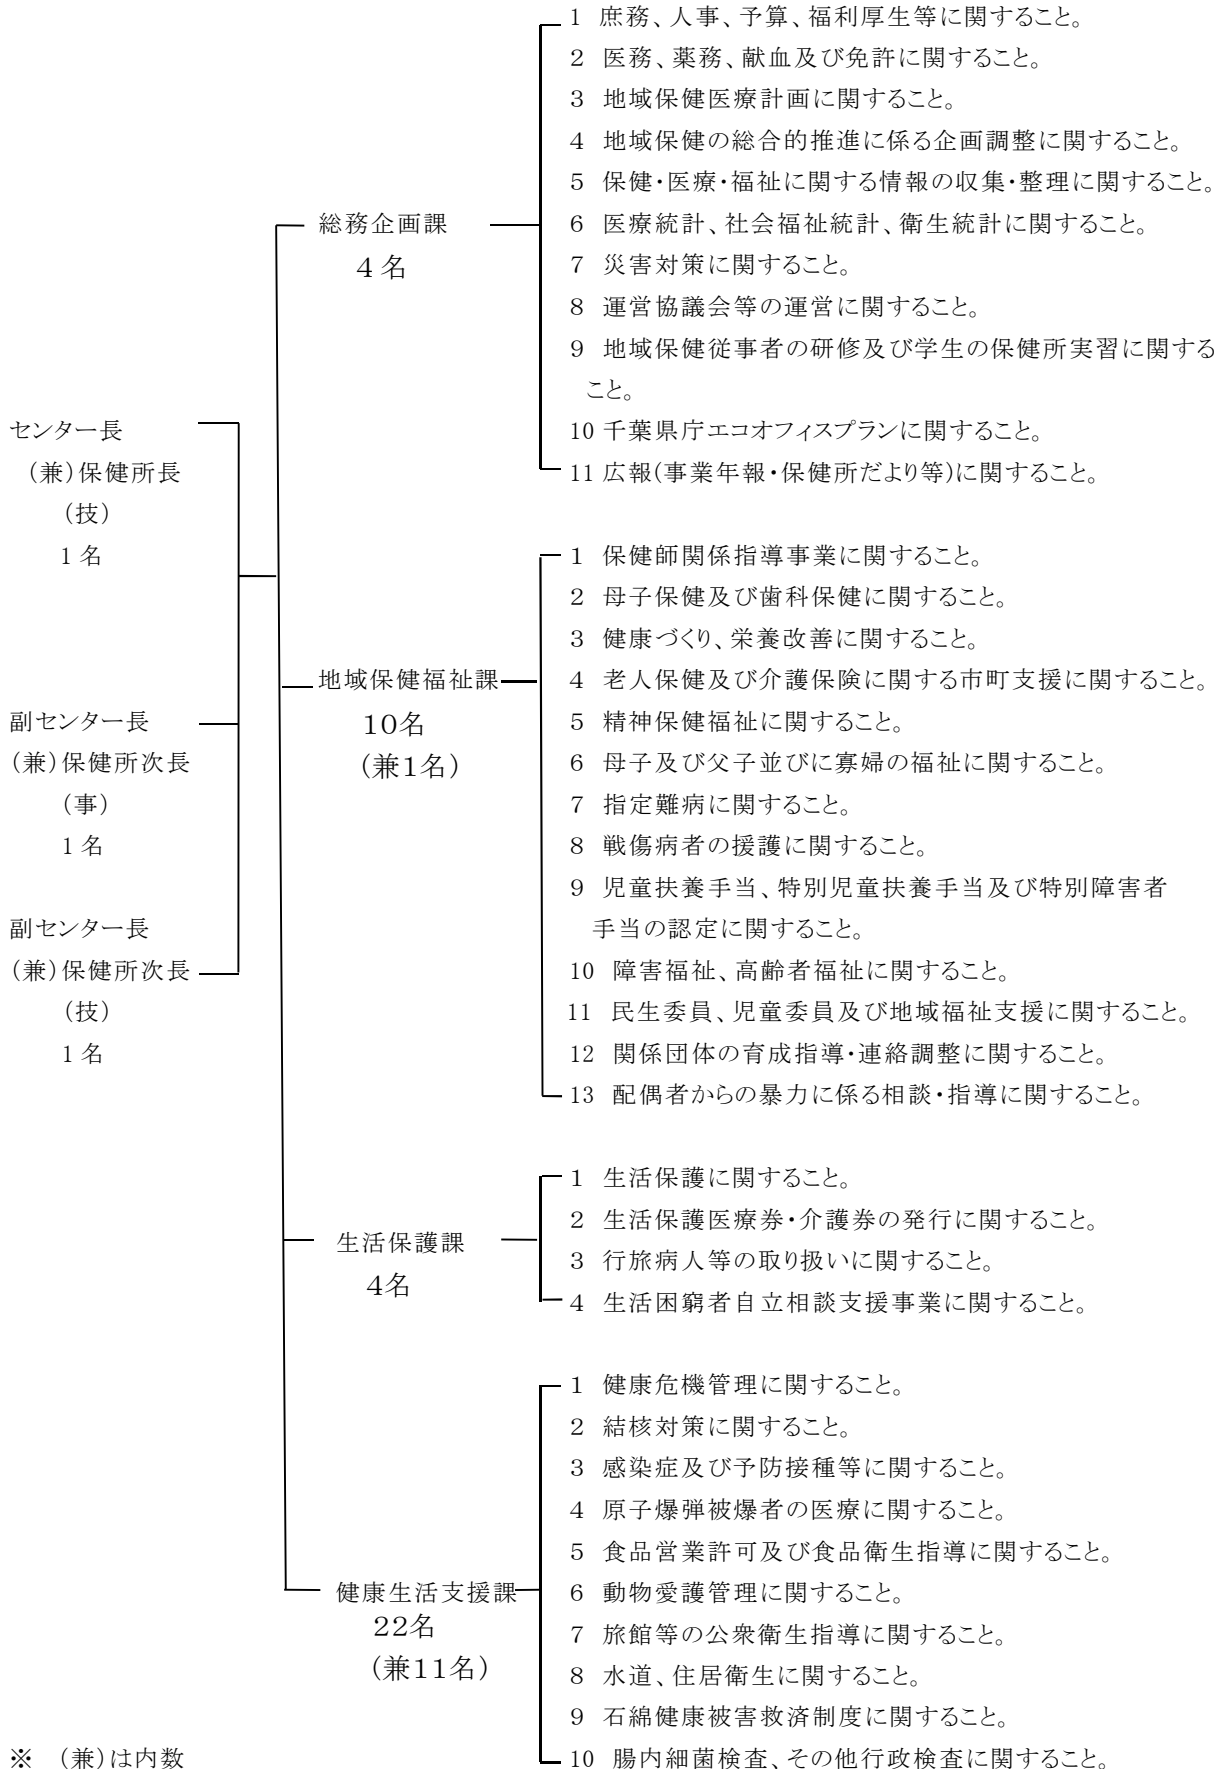 センター長
(兼)保健所長
(技)
1名
副センター長
(兼)保健所次長
(事)
1名
副センター長
(兼)保健所次長
(技)
1名
総務企画課
4名
1 庶務、人事、予算、福利厚生等に関すること。
2 医務、薬務、献血及び免許に関すること。
3 地域保健医療計画に関すること。
4 地域保健の総合的推進に係る企画調整に関すること。
5 保健・医療・福祉に関する情報の収集・整理に関すること。
6 医療統計、社会福祉統計、衛生統計に関すること。
7 災害対策に関すること。
8 運営協議会等の運営に関すること。
9 地域保健従事者の研修及び学生の保健所実習に関する
こと。
10 千葉県庁エコオフィスプランに関すること。
11 広報(事業年報・保健所だより等)に関すること。
地域保健福祉課
10名
(兼1名)
1 保健師関係指導事業に関すること。
2 母子保健及び歯科保健に関すること。
3 健康づくり、栄養改善に関すること。
4 老人保健及び介護保険に関する市町支援に関すること。
5 精神保健福祉に関すること。
6 母子及び父子並びに寡婦の福祉に関すること。
7 指定難病に関すること。
8 戦傷病者の援護に関すること。
9 児童扶養手当、特別児童扶養手当及び特別障害者
手当の認定に関すること。
10 障害福祉、高齢者福祉に関すること。
11 民生委員、児童委員及び地域福祉支援に関すること。
12 関係団体の育成指導・連絡調整に関すること。
13 配偶者からの暴力に係る相談・指導に関すること。
生活保護課
4名
1 生活保護に関すること。
2 生活保護医療券・介護券の発行に関すること。
3 行旅病人等の取り扱いに関すること。
4 生活困窮者自立相談支援事業に関すること。
健康生活支援課
22名
(兼11名)
1 健康危機管理に関すること。
2 結核対策に関すること。
3 感染症及び予防接種等に関すること。
4 原子爆弾被爆者の医療に関すること。
5 食品営業許可及び食品衛生指導に関すること。
6 動物愛護管理に関すること。
7 旅館等の公衆衛生指導に関すること。
8 水道、住居衛生に関すること。
9 石綿健康被害救済制度に関すること。
10 腸内細菌検査、その他行政検査に関すること。
※ (兼)は内数